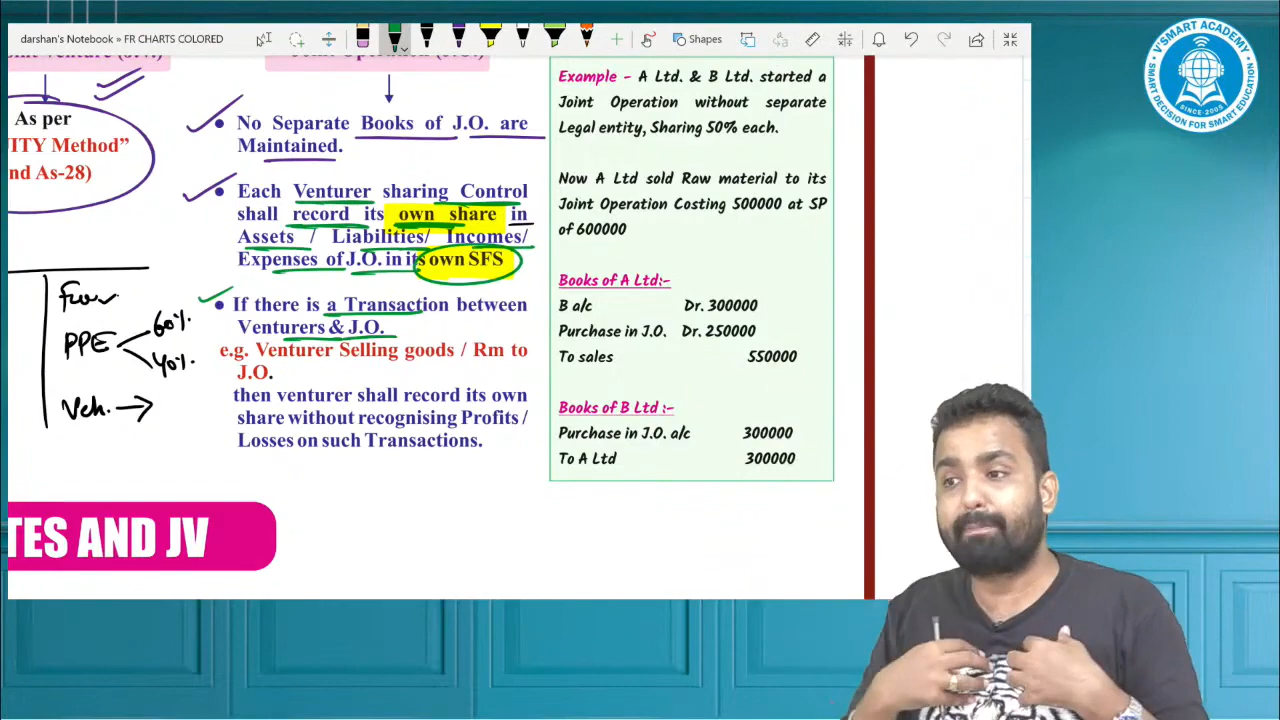 darshan's Notebook » FR CHARTS COLORED
Shapes
As per
ITY Method”
nd As-28)
No Separate Books of J.O. are
Maintained.
Each Venturer sharing Control
shall record its own share in
Assets / Liabilities/ Incomes/
Expenses of J.O. in its own SFS
If there is a Transaction between
Venturers & J.O.
e.g. Venturer Selling goods / Rm to
J.O.
then venturer shall record its own
share without recognising Profits /
Losses on such Transactions.
PPE
60%.
40%.
Veh.
TES AND JV
Example - A Ltd. & B Ltd. started a
Joint Operation without separate
Legal entity, Sharing 50% each.
Now A Ltd sold Raw material to its
Joint Operation Costing 500000 at SP
of 600000
Books of A Ltd:-
B a/c Dr. 300000
Purchase in J.O. Dr. 250000
To sales 550000
Books of B Ltd :-
Purchase in J.O. a/c 300000
To A Ltd 300000
V'SMART ACADEMY
SINCE-2005
SMART DECISION FOR SMART EDUCATION